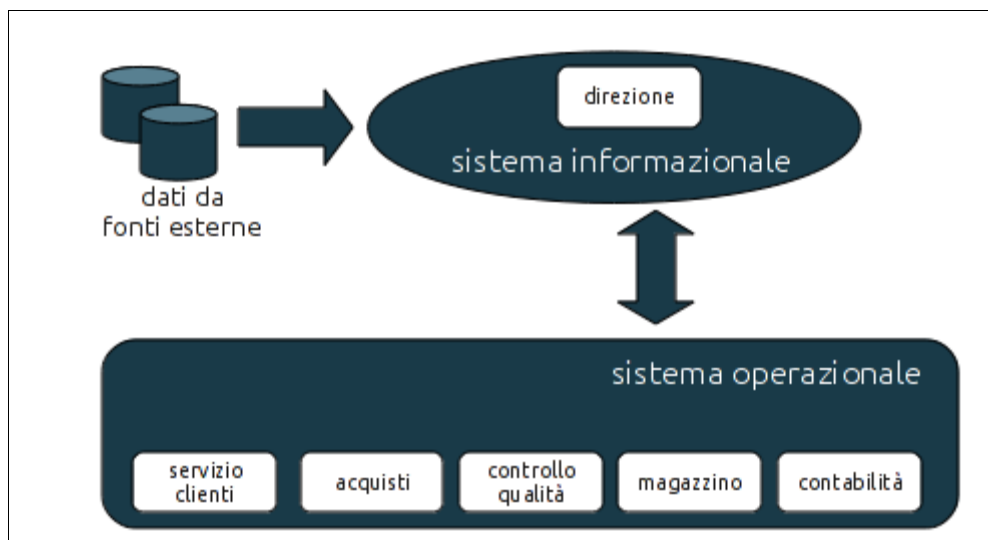 direzione
sistema informazionale
dati da
fonti esterne
sistema operazionale
servizio
clienti
acquisti
controllo
qualità
magazzino
contabilità